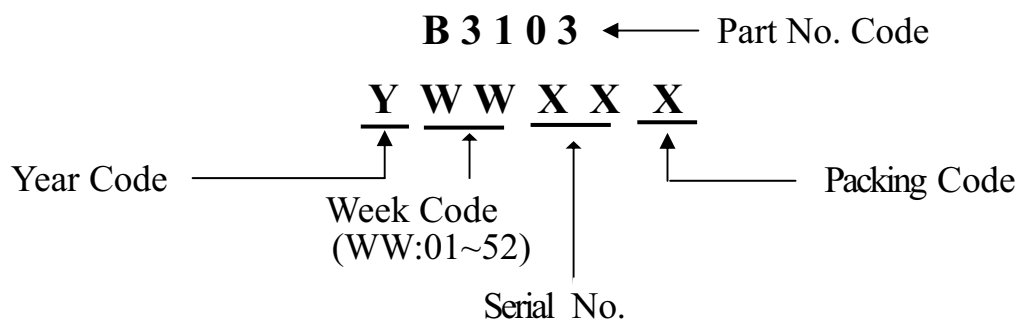 B 3 1 0 3 Part No. Code
Y W W X X X
Year Code Packing Code
Week Code
(WW:01~52)
Serial No.